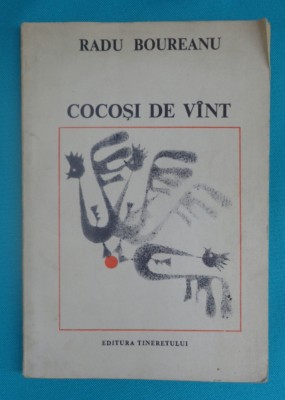 RADU BOUREANU
COCOȘI DE VÎNT
EDITURA TINERETULUI